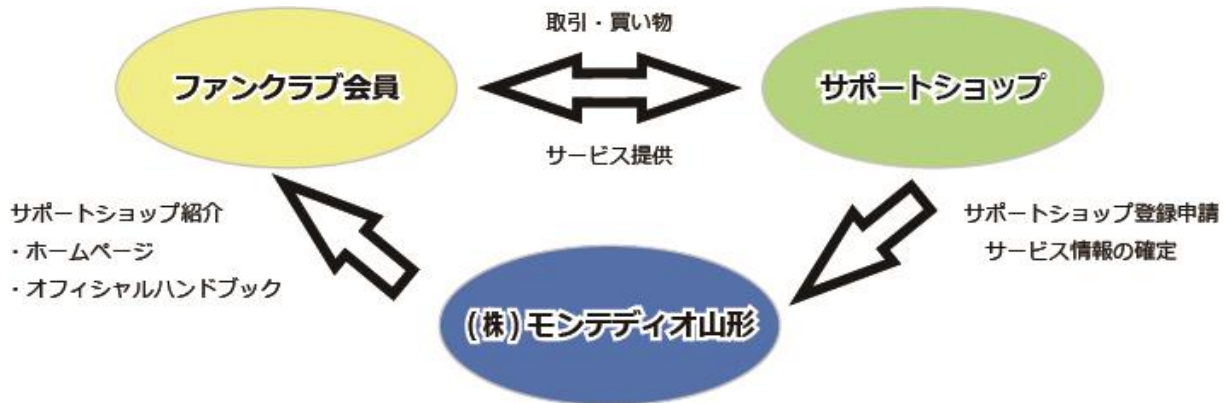 取引・買い物
ファンクラブ会員
サポートショップ
サービス提供
サポートショップ紹介
・ホームページ
・オフィシャルハンドブック
サポートショップ登録申請
サービス情報の確定
(株)モンテディオ山形